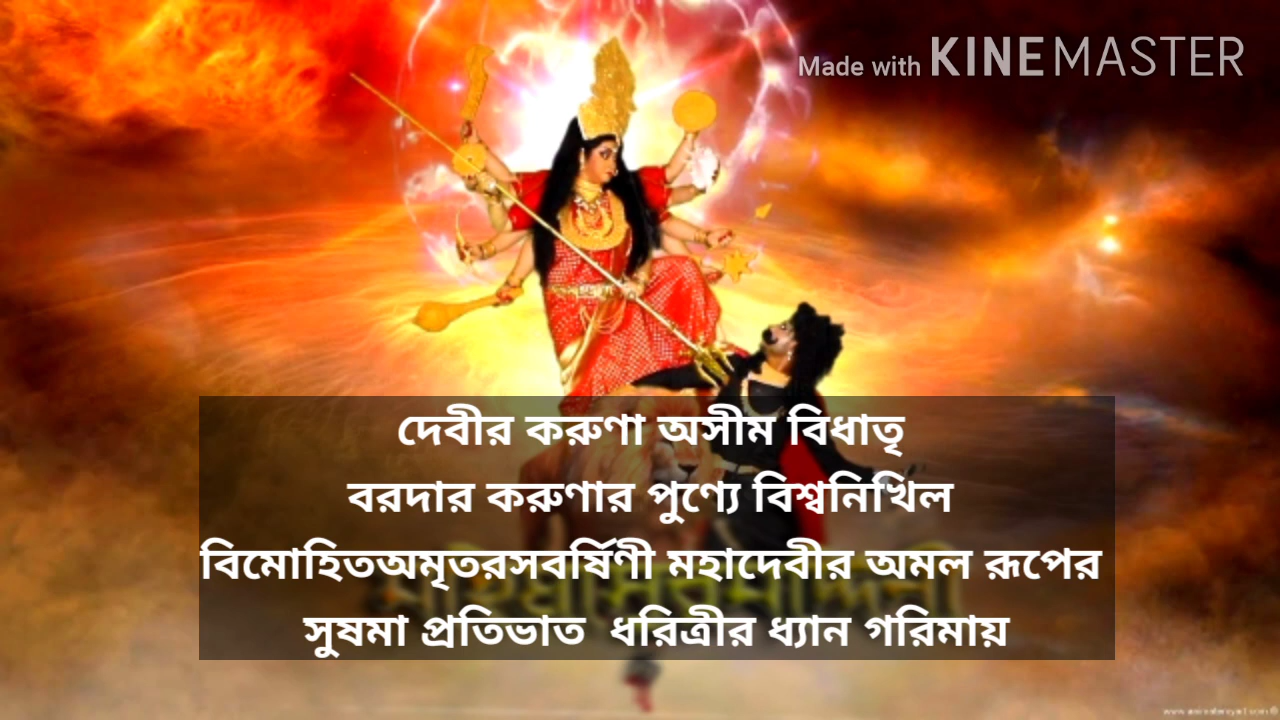 Made with KINEMASTER
দেবীর করুণা অসীম বিধাতৃ
বরদার করুণার পুণ্যে বিশ্বনিখিল
বিমোহিতঅমৃতরসবর্ষিণী মহাদেবীর অমল রূপের
সুষমা প্রতিভাত ধরিত্রীর ধ্যান গরিমায়